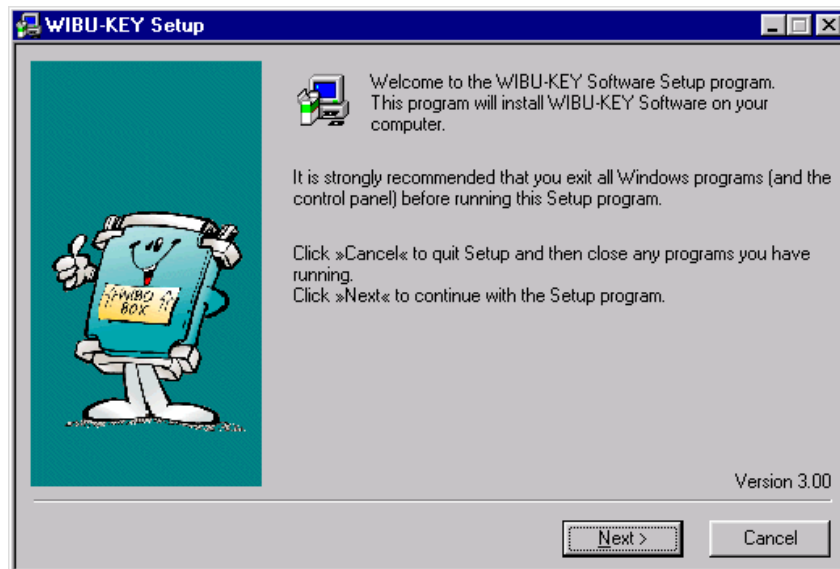 WIBU-KEY Setup
Welcome to the WIBU-KEY Software Setup program.
This program will install WIBU-KEY Software on your
computer.
It is strongly recommended that you exit all Windows programs (and the
control panel) before running this Setup program.
Click »Cancel« to quit Setup and then close any programs you have
running.
Click »Next« to continue with the Setup program.
WIBU
BOX
Version 3.00
Next >
Cancel